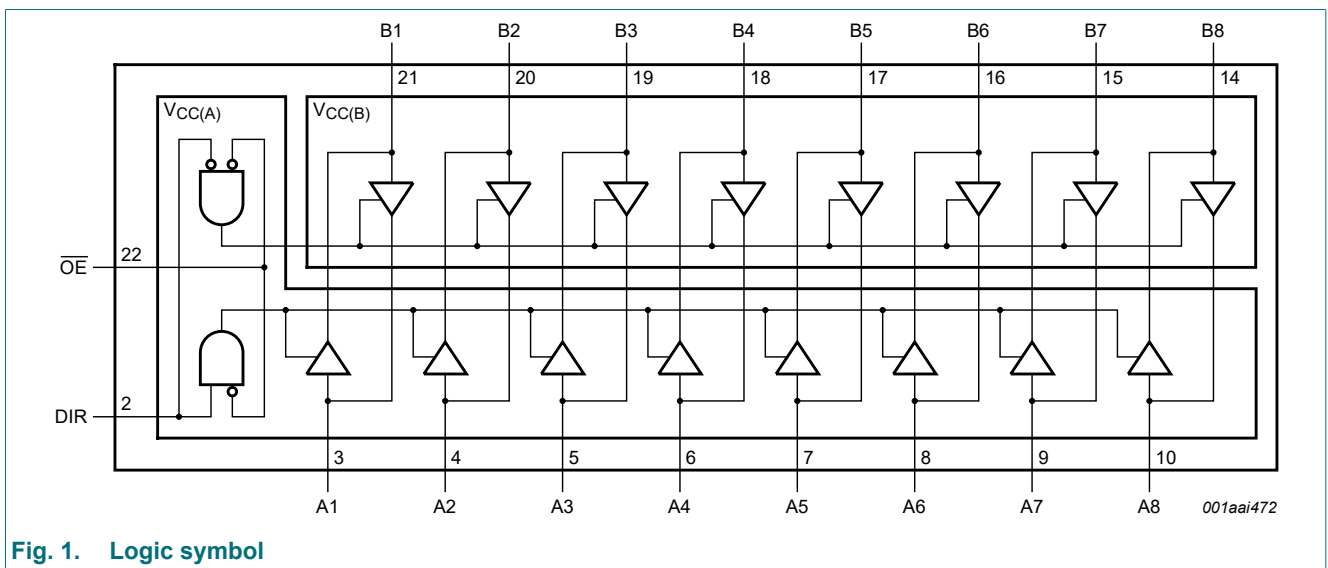 B1 B2 B3 B4 B5 B6 B7 B8
21 20 19 18 17 16 15 14
VCC(A) VCC(B)
OE 22
DIR 2
3 4 5 6 7 8 9 10
A1 A2 A3 A4 A5 A6 A7 A8 001aai472
Fig. 1. Logic symbol